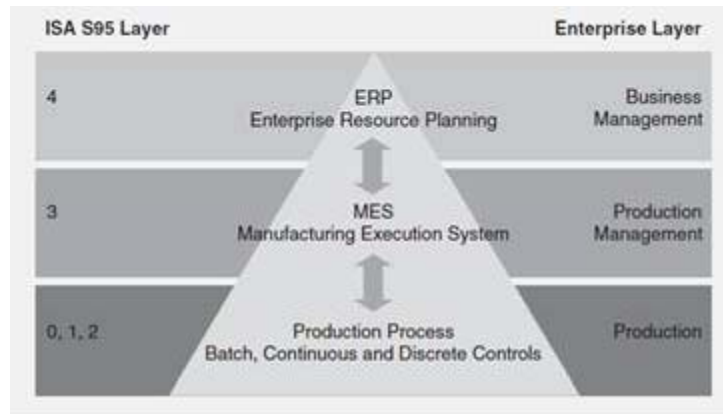 ISA S95 Layer
Enterprise Layer
4
ERP
Enterprise Resource Planning
Business
Management
3
MES
Manufacturing Execution System
Production
Management
0, 1, 2
Production Process
Batch, Continuous and Discrete Controls
Production